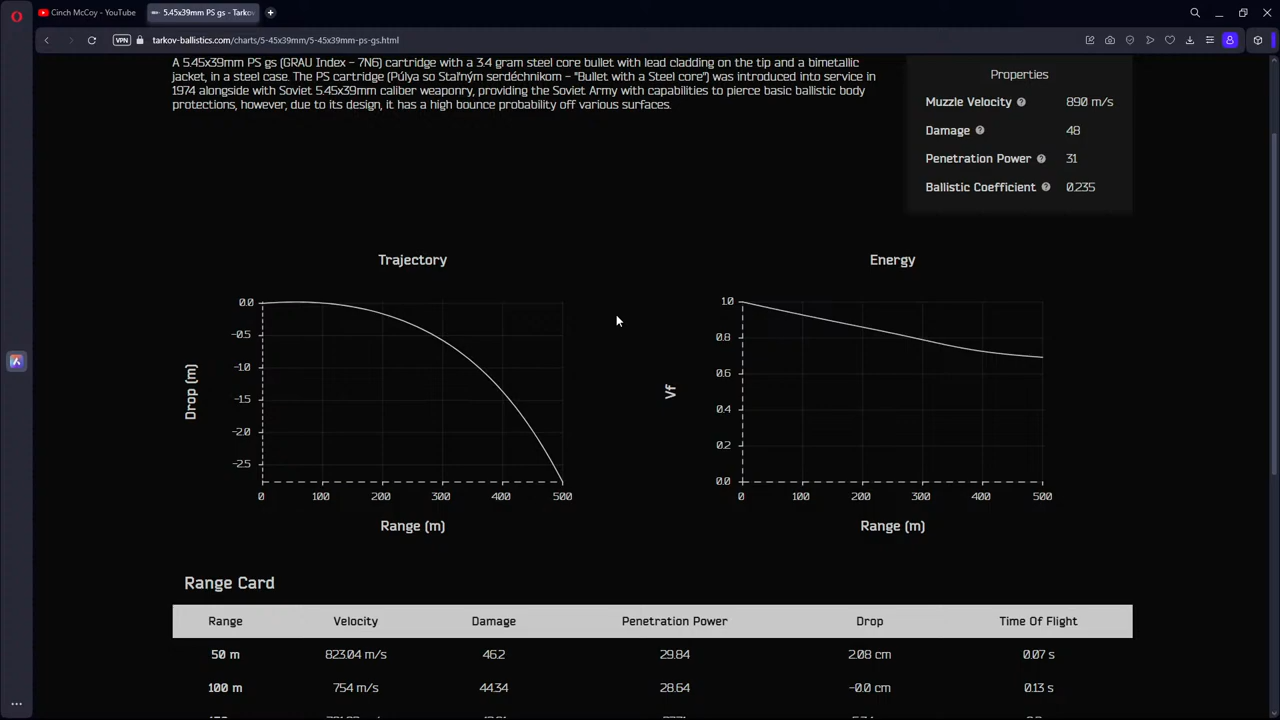 Cinch McCoy - YouTube
5.45x39mm PS gs - Tarkov
VPN
tarkov-ballistics.com/charts/5-45x39mm/5-45x39mm-ps-gs.html
A 5.45x39mm PS gs (GRAU Index - 7N6) cartridge with a 3.4 gram steel core bullet with lead cladding on the tip and a bimetallic
jacket, in a steel case. The PS cartridge (Púlya so Stal'ným serdéchnikom - "Bullet with a Steel core") was introduced into service in
1974 alongside with Soviet 5.45x39mm caliber weaponry, providing the Soviet Army with capabilities to pierce basic ballistic body
protections, however, due to its design, it has a high bounce probability off various surfaces.
Properties
Muzzle Velocity ? 890 m/s
Damage ? 48
Penetration Power ? 31
Ballistic Coefficient ? 0.235
Trajectory
0.0
-0.5
-1.0
-1.5
-2.0
-2.5
Drop (m)
0 100 200 300 400 500
Range (m)
Energy
1.0
0.8
0.6
0.4
0.2
0.0
Vf
0 100 200 300 400 500
Range (m)
Range Card
Range Velocity Damage Penetration Power Drop Time Of Flight
50 m 823.04 m/s 46.2 29.84 2.08 cm 0.07 s
100 m 754 m/s 44.34 28.64 -0.0 cm 0.13 s